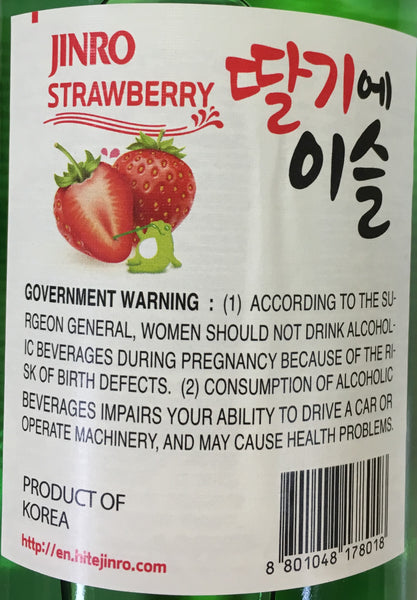 JINRO
STRAWBERRY
딸기에
이슬
GOVERNMENT WARNING : (1) ACCORDING TO THE SU-
RGEON GENERAL, WOMEN SHOULD NOT DRINK ALCOHOL-
IC BEVERAGES DURING PREGNANCY BECAUSE OF THE RI-
SK OF BIRTH DEFECTS. (2) CONSUMPTION OF ALCOHOLIC
BEVERAGES IMPAIRS YOUR ABILITY TO DRIVE A CAR OR
OPERATE MACHINERY, AND MAY CAUSE HEALTH PROBLEMS.
PRODUCT OF
KOREA
http://en.hitejinro.com
8 801048 178018